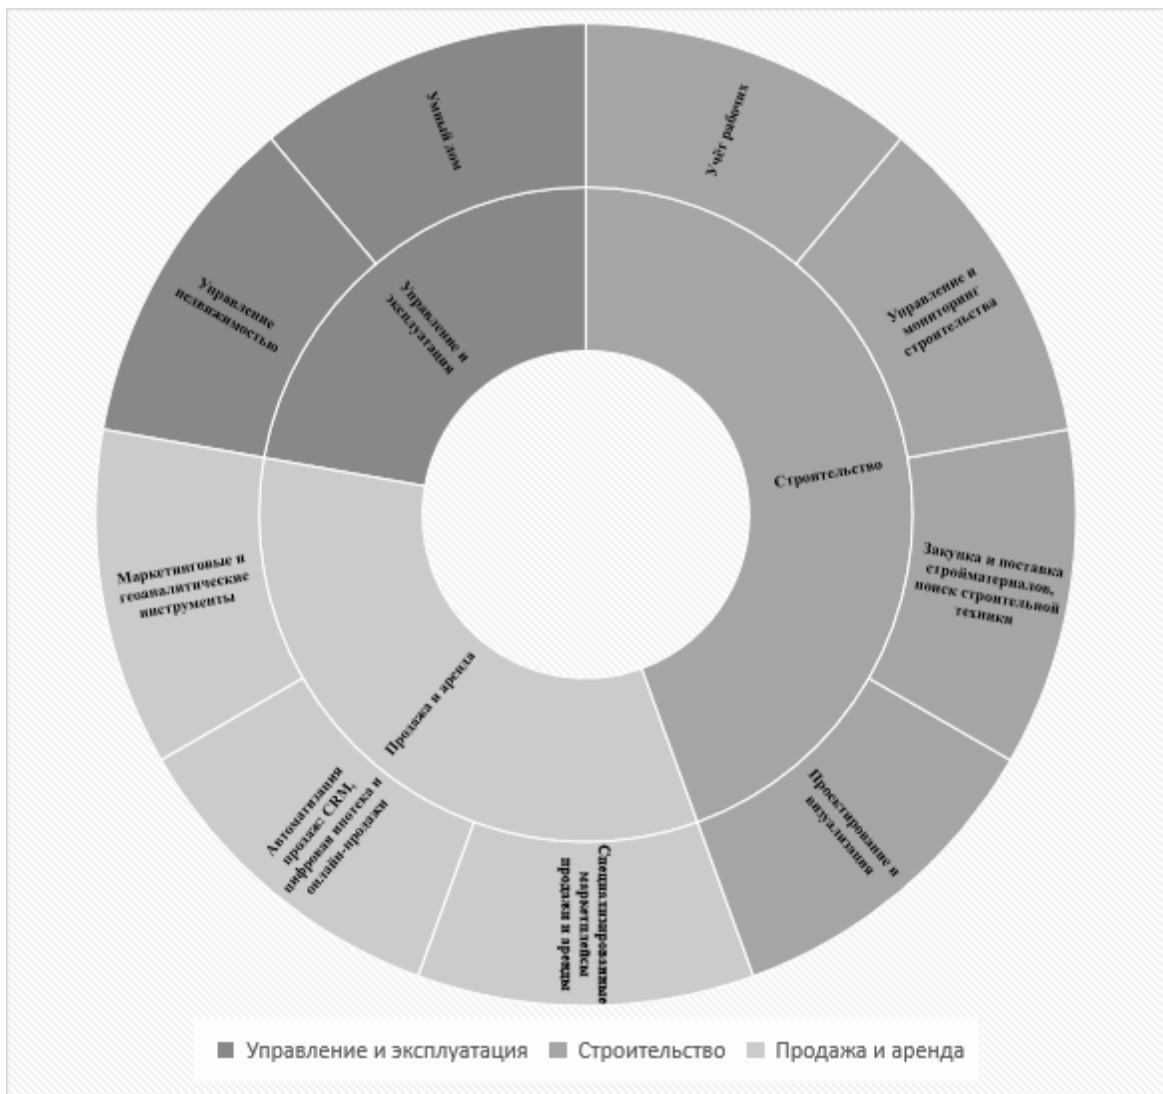 Умный дом
Учёт рабочих
Управление
недвижимостью
Управление и
эксплуатация
Управление и
мониторинг
строительства
Строительство
Маркетинговые и
геоаналитические
инструменты
Закупка и поставка
стройматериалов,
поиск строительной
техники
Продажа и аренда
Автоматизация
продаж: CRM,
цифровая ипотека и
онлайн-продажи
Специализированные
маркетплейсы
продажи и аренды
Проектирование и
визуализация
Управление и эксплуатация
Строительство
Продажа и аренда